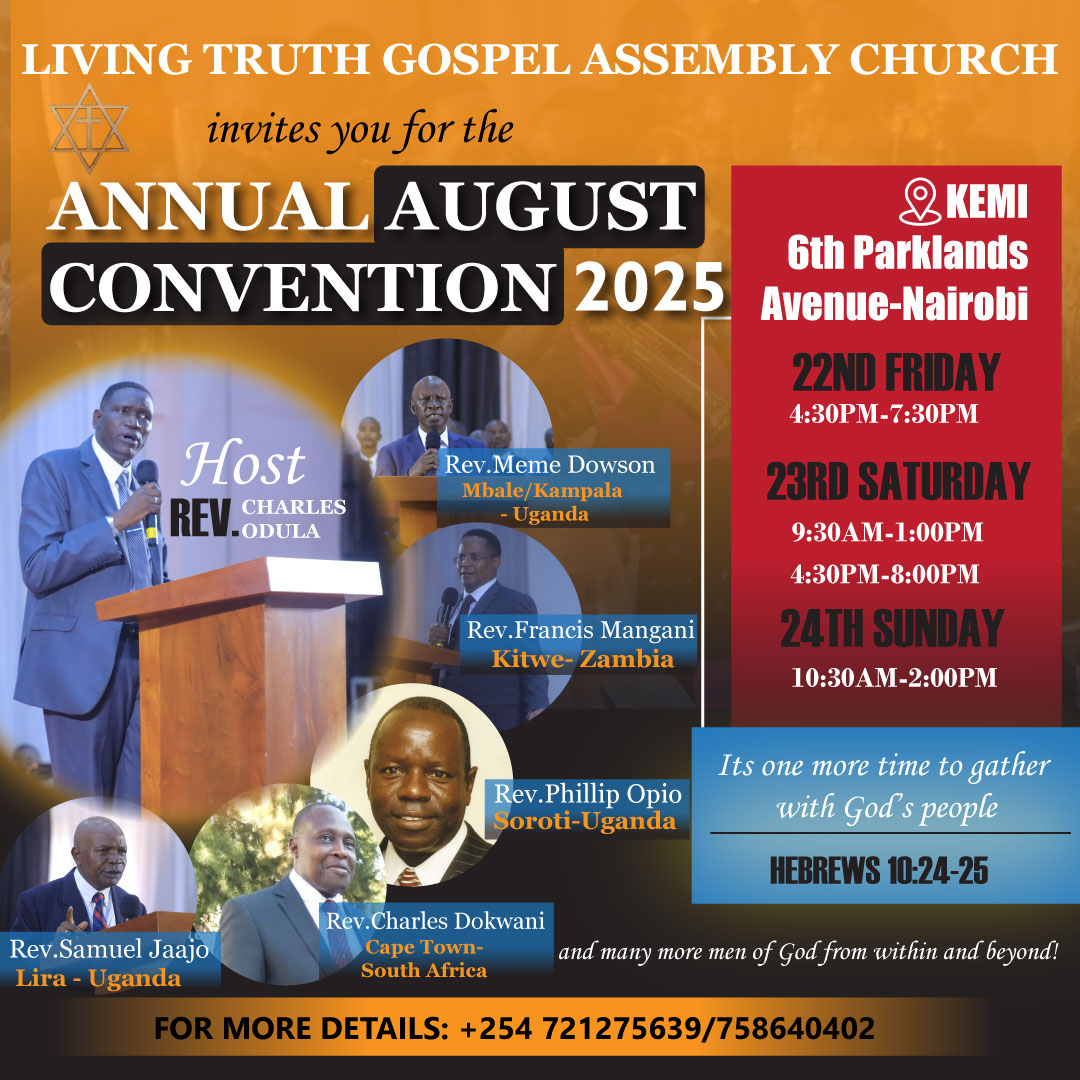 LIVING TRUTH GOSPEL ASSEMBLY CHURCH
invites you for the
ANNUAL AUGUST
CONVENTION 2025
KEMI
6th Parklands
Avenue-Nairobi
22ND FRIDAY
4:30PM-7:30PM
23RD SATURDAY
9:30AM-1:00PM
4:30PM-8:00PM
24TH SUNDAY
10:30AM-2:00PM
Host
REV. CHARLES
ODULA
Rev.Meme Dowson
Mbale/Kampala
- Uganda
Rev.Francis Mangani
Kitwe- Zambia
Rev.Phillip Opio
Soroti-Uganda
Rev.Charles Dokwani
Cape Town-
South Africa
Rev.Samuel Jaajo
Lira - Uganda
Its one more time to gather
with God's people
HEBREWS 10:24-25
and many more men of God from within and beyond!
FOR MORE DETAILS: +254 721275639/758640402